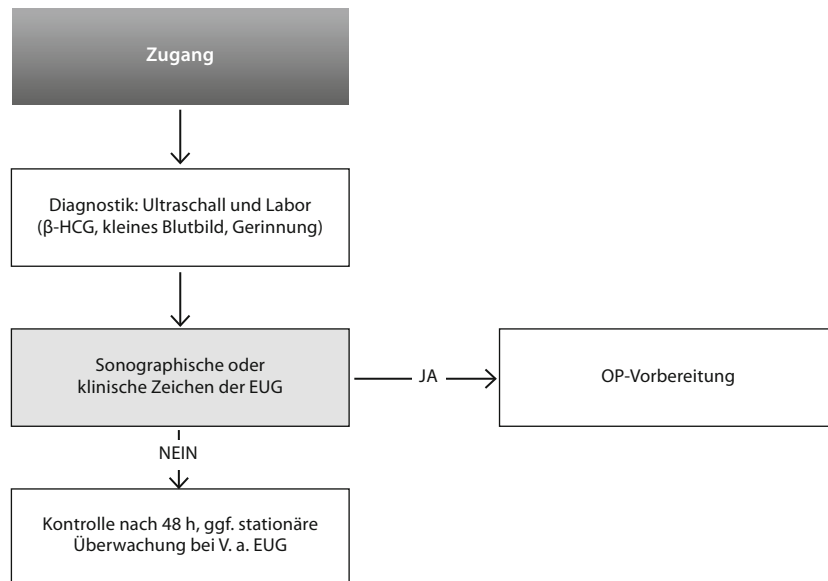 Zugang
Diagnostik: Ultraschall und Labor
(β-HCG, kleines Blutbild, Gerinnung)
Sonographische oder
klinische Zeichen der EUG
JA
OP-Vorbereitung
NEIN
Kontrolle nach 48 h, ggf. stationäre
Überwachung bei V. a. EUG